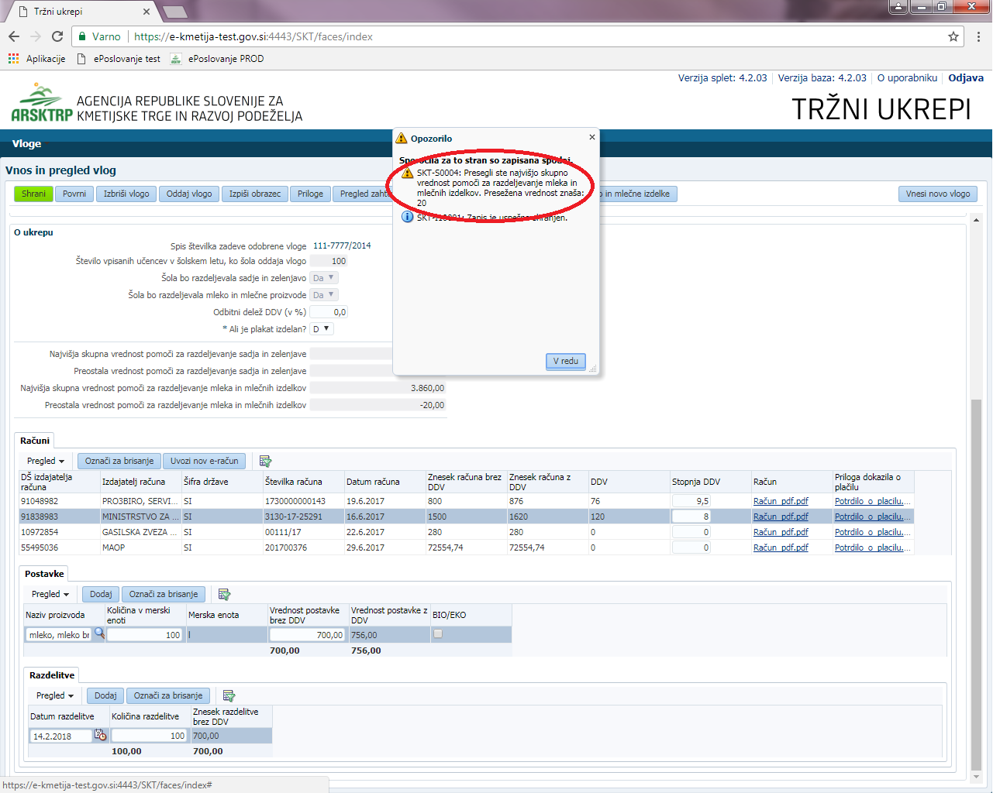 Tržni ukrepi
Varno https://e-kmetija-test.gov.si:4443/SKT/faces/index
Aplikacije ePoslovanje test ePoslovanje PROD
Verzija splet: 4.2.03 Verzija baza: 4.2.03 O uporabniku Odjava
ARSKTRP
AGENCIJA REPUBLIKE SLOVENIJE ZA
KMETIJSKE TRGE IN RAZVOJ PODEŽELJA
TRŽNI UKREPI
Vloge
Vnos in pregled vlog
Shrani Povrni Izbriši vlogo Oddaj vlogo Izpiši obrazec Priloge Pregled zahtu o in mlečne izdelke Vnesi novo vlogo
Opozorilo
Sporočila za to stran so zapisana spodaj.
SKT-S0004: Presegli ste najvišjo skupno
vrednost pomoči za razdeljevanje mleka in
mlečnih izdelkov. Presežena vrednost znaša:
20
Zapis je uspešno shranjen.
V redu
O ukrepu
Spis številka zadeve odobrene vloge 111-7777/2014
Število vpisanih učencev v šolskem letu, ko šola oddaja vlogo 100
Šola bo razdeljevala sadje in zelenjavo Da
Šola bo razdeljevala mleko in mlečne proizvode Da
Odbitni delež DDV (v %) 0,0
* Ali je plakat izdelan? D
Najvišja skupna vrednost pomoči za razdeljevanje sadja in zelenjave
Preostala vrednost pomoči za razdeljevanje sadja in zelenjave
Najvišja skupna vrednost pomoči za razdeljevanje mleka in mlečnih izdelkov 3.860,00
Preostala vrednost pomoči za razdeljevanje mleka in mlečnih izdelkov -20,00
Računi
Pregled Označi za brisanje Uvozi nov e-račun
DŠ izdajatelja računa Izdajatelj računa Šifra države Številka računa Datum računa Znesek računa brez DDV Znesek računa z DDV DDV Stopnja DDV Račun Priloga dokazila o plačilu
91048982 PRO3BIRO, SERVI... SI 1730000000143 19.6.2017 800 876 76 9,5 Račun_pdf.pdf Potrdilo_o_placilu....
91838983 MINISTRSTVO ZA ... SI 3130-17-25291 16.6.2017 1500 1620 120 8 Račun_pdf.pdf Potrdilo_o_placilu....
10972854 GASILSKA ZVEZA ... SI 00111/17 22.6.2017 280 280 0 0 Račun_pdf.pdf Potrdilo_o_placilu....
55495036 MAOP SI 201700376 29.6.2017 72554,74 72554,74 0 0 Račun_pdf.pdf Potrdilo_o_placilu....
Postavke
Pregled Dodaj Označi za brisanje
Naziv proizvoda Količina v merski enoti Merska enota Vrednost postavke brez DDV Vrednost postavke z DDV BIO/EKO
mleko, mleko br 100 l 700,00 756,00
700,00 756,00
Razdelitve
Pregled Dodaj Označi za brisanje
Datum razdelitve Količina razdelitve Znesek razdelitve brez DDV
14.2.2018 100 700,00
100,00 700,00
https://e-kmetija-test.gov.si:4443/SKT/faces/index#